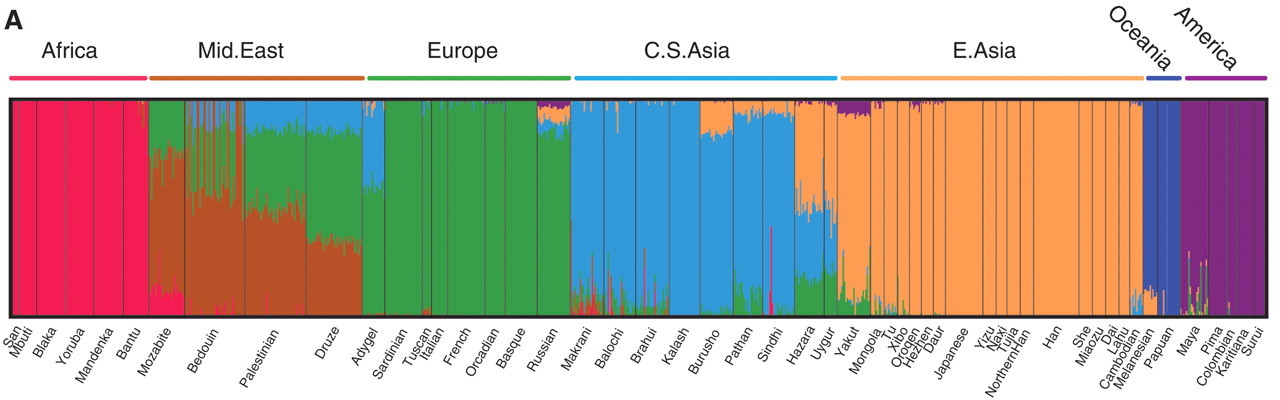 A
Africa
Mid.East
Europe
C.S.Asia
E.Asia
Oceania
America
San
Mbuti
Biaka
Yoruba
Mandenka
Bantu
Mozabite
Bedouin
Palestinian
Druze
Adygei
Sardinian
Tuscan
Italian
French
Orcadian
Basque
Russian
Makrani
Balochi
Brahui
Kalash
Burusho
Pathan
Sindhi
Hazara
Uygur
Yakut
Mongola
Tu
Xibo
Oroqen
Hezhen
Daur
Japanese
Yizu
Naxi
Tujia
NorthernHan
Han
She
Miaozu
Dai
Lahu
Cambodian
Melanesian
Papuan
Maya
Pima
Colombian
Karitiana
Surui